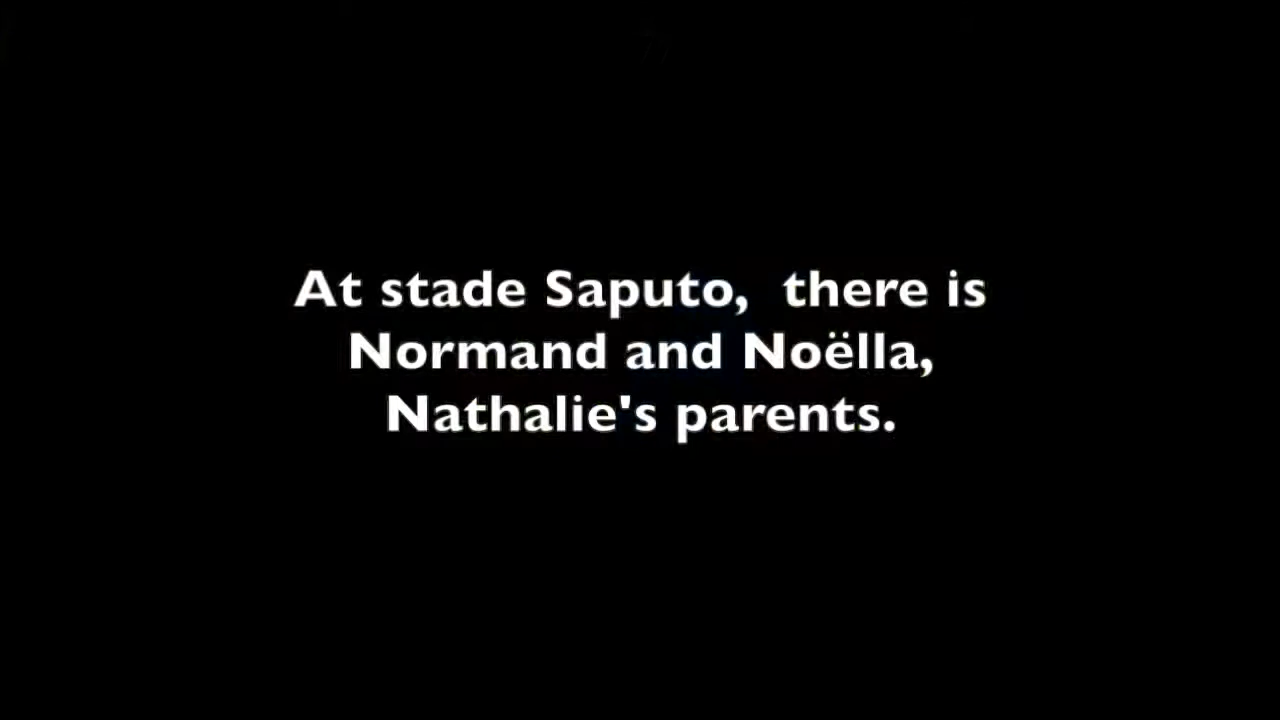 At stade Saputo,  there is
Normand and Noëlla,
Nathalie's parents.